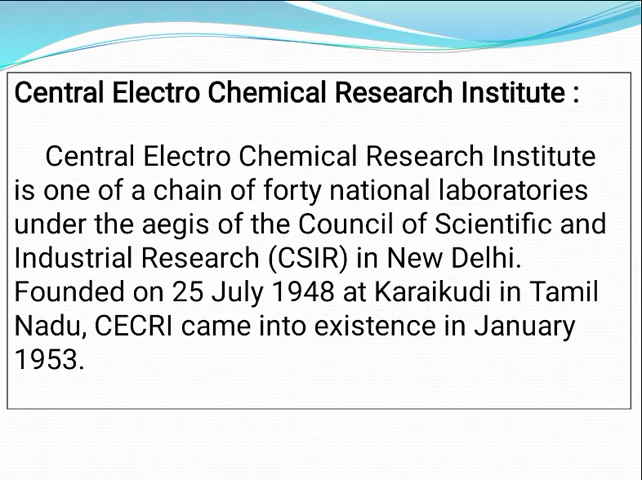 Central Electro Chemical Research Institute :
Central Electro Chemical Research Institute
is one of a chain of forty national laboratories
under the aegis of the Council of Scientific and
Industrial Research (CSIR) in New Delhi.
Founded on 25 July 1948 at Karaikudi in Tamil
Nadu, CECRI came into existence in January
1953.